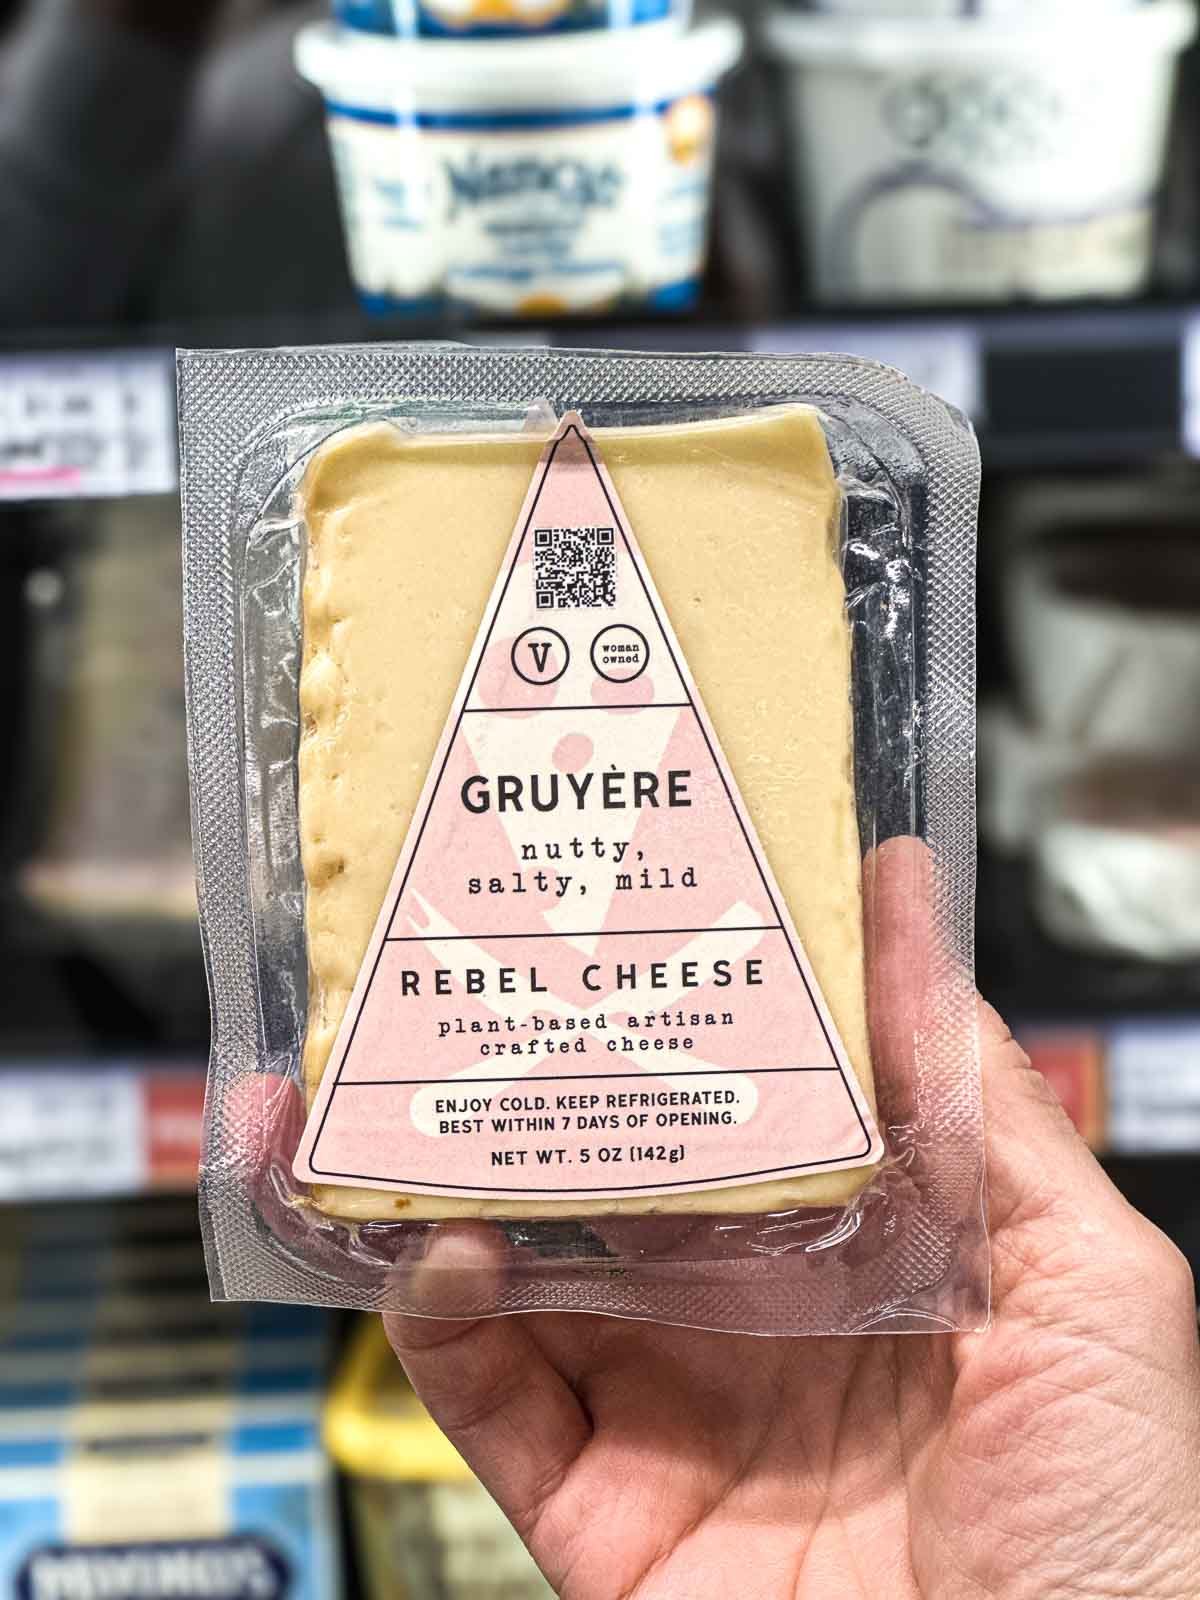 Nancy's
V
woman
owned
GRUYÈRE
nutty,
salty, mild
REBEL CHEESE
plant-based artisan
crafted cheese
ENJOY COLD. KEEP REFRIGERATED.
BEST WITHIN 7 DAYS OF OPENING.
NET WT. 5 OZ (142g)